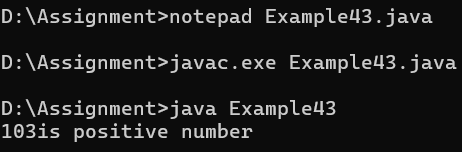 D:\Assignment>notepad Example43.java
D:\Assignment>javac.exe Example43.java
D:\Assignment>java Example43
103is positive number